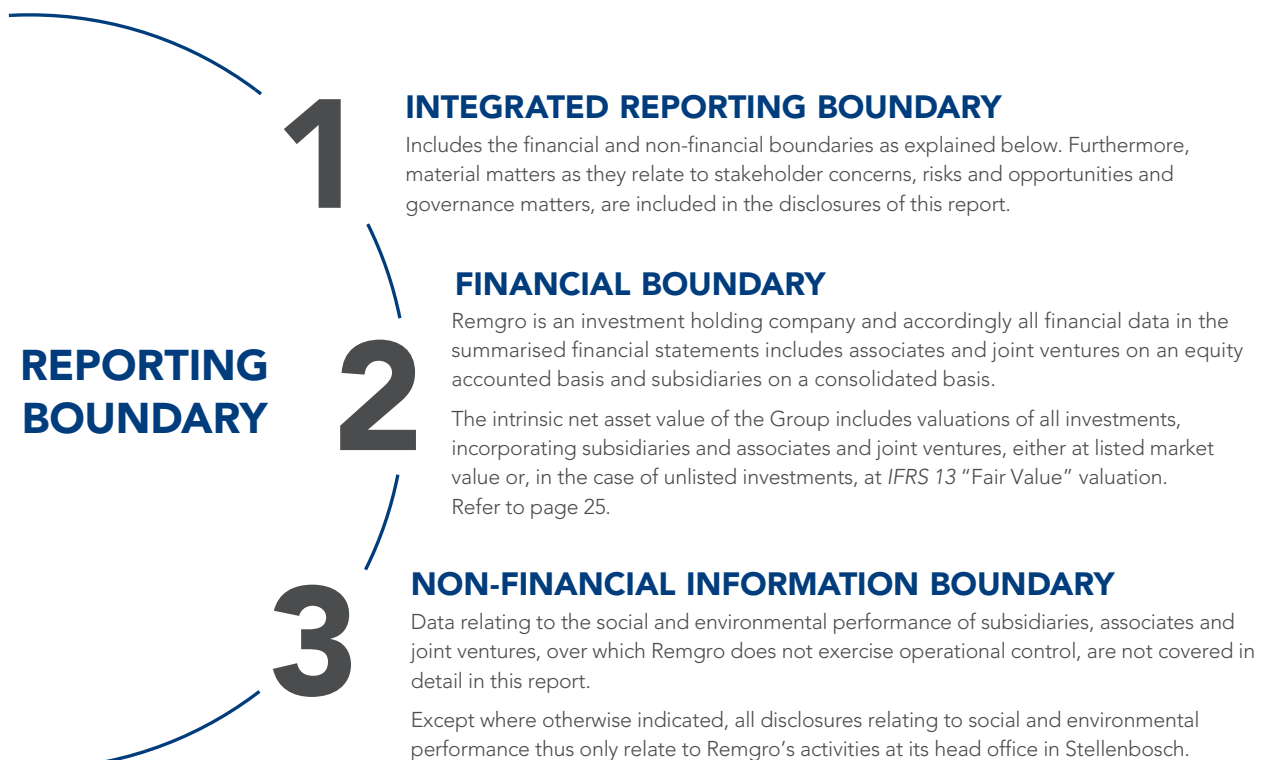 REPORTING
BOUNDARY
1
INTEGRATED REPORTING BOUNDARY
Includes the financial and non-financial boundaries as explained below. Furthermore,
material matters as they relate to stakeholder concerns, risks and opportunities and
governance matters, are included in the disclosures of this report.
2
FINANCIAL BOUNDARY
Remgro is an investment holding company and accordingly all financial data in the
summarised financial statements includes associates and joint ventures on an equity
accounted basis and subsidiaries on a consolidated basis.
The intrinsic net asset value of the Group includes valuations of all investments,
incorporating subsidiaries and associates and joint ventures, either at listed market
value or, in the case of unlisted investments, at IFRS 13 “Fair Value” valuation.
Refer to page 25.
3
NON-FINANCIAL INFORMATION BOUNDARY
Data relating to the social and environmental performance of subsidiaries, associates and
joint ventures, over which Remgro does not exercise operational control, are not covered in
detail in this report.
Except where otherwise indicated, all disclosures relating to social and environmental
performance thus only relate to Remgro’s activities at its head office in Stellenbosch.